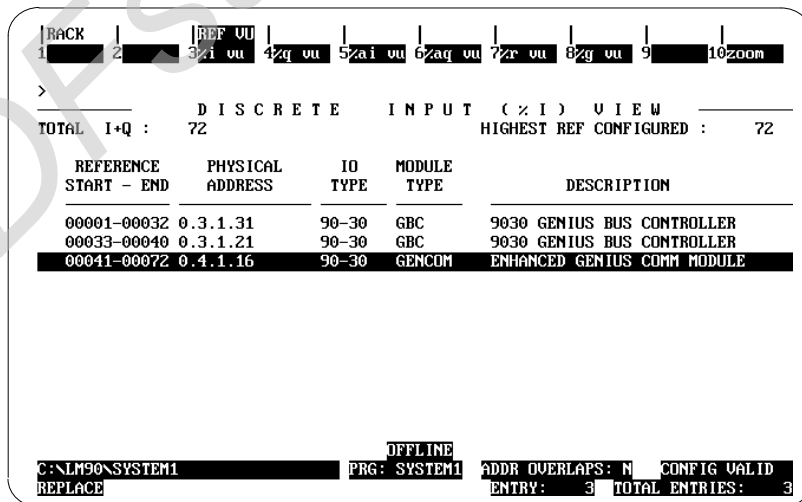 RACK REF VU
1 2 3%i vu 4%q vu 5%ai vu 6%aq vu 7%r vu 8%g vu 9 10zoom
>
DISCRETE INPUT (%I) VIEW
TOTAL I+Q : 72 HIGHEST REF CONFIGURED : 72
REFERENCE PHYSICAL IO MODULE
START - END ADDRESS TYPE TYPE DESCRIPTION
00001-00032 0.3.1.31 90-30 GBC 9030 GENIUS BUS CONTROLLER
00033-00040 0.3.1.21 90-30 GBC 9030 GENIUS BUS CONTROLLER
00041-00072 0.4.1.16 90-30 GENCOM ENHANCED GENIUS COMM MODULE
OFFLINE
C:\LM90\SYSTEM1 PRG: SYSTEM1 ADDR OVERLAPS: N CONFIG VALID
REPLACE ENTRY: 3 TOTAL ENTRIES: 3